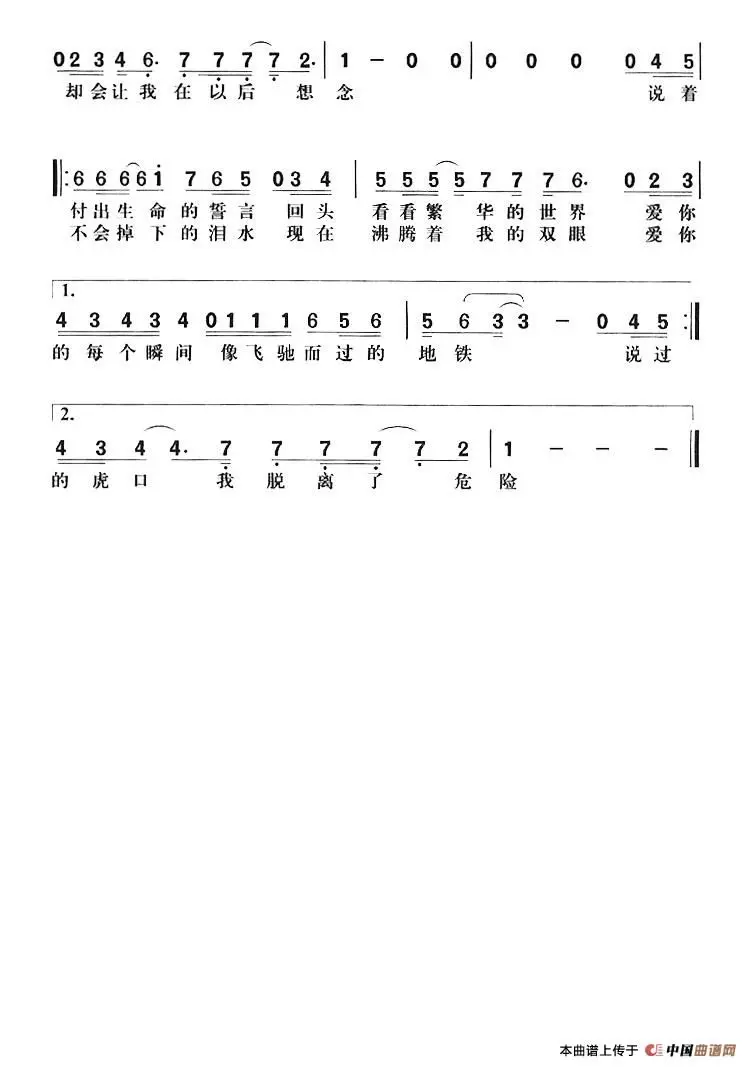 0 2 3 4 6· 7 7 7 7 2· | 1 — 0 0 | 0 0 0 0 4 5 |
却会让我在以后 想念 说着
‖: 6 6 6 6 1 7 6 5 0 3 4 | 5 5 5 5 7 7 7 6· 0 2 3 |
付出生命的誓言 回头 看看繁华的世界 爱你
不会掉下的泪水 现在 沸腾着我的双眼 爱你
1.
4 3 4 3 4 0 1 1 1 6 5 6 | 5 6 3 3 — 0 4 5 :‖
的每个瞬间 像飞驰而过的 地铁 说过
2.
4 3 4 4· 7 7 7 7 7 2 | 1 — — — ‖
的虎口 我脱离了 危险
本曲谱上传于 中国曲谱网